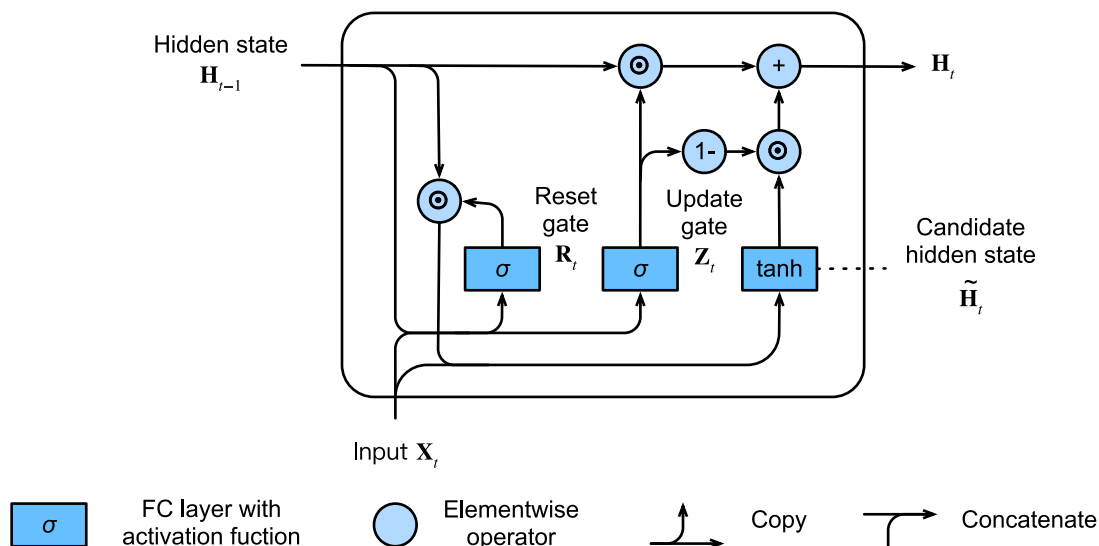 Hidden state
H_{t−1}
H_t
+
⊙
1-
⊙
⊙
Reset
gate
R_t
Update
gate
Z_t
Candidate
hidden state
H̃_t
σ
σ
tanh
Input X_t
σ
FC layer with
activation fuction
Elementwise
operator
Copy
Concatenate